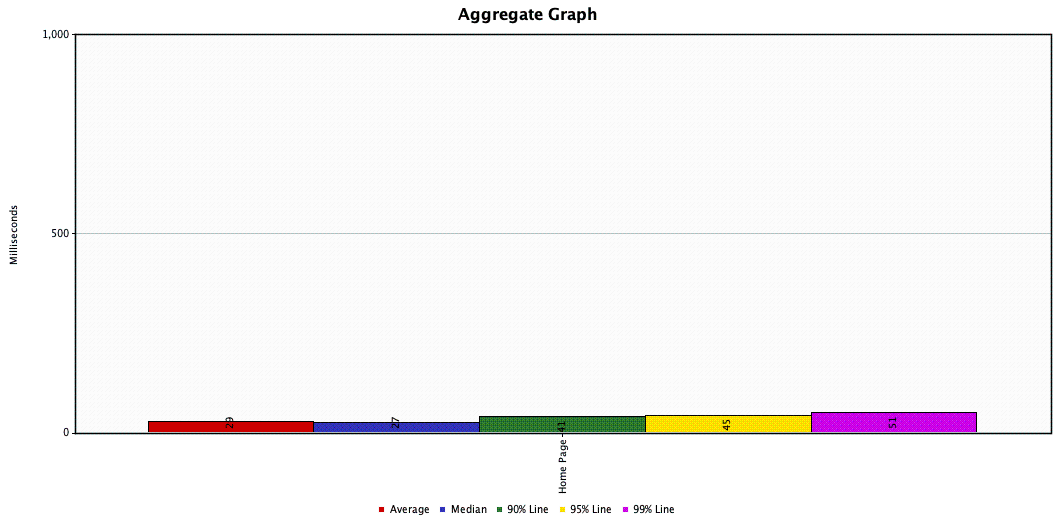 Aggregate Graph
1,000
500
0
Milliseconds
29
27
41
45
51
Home Page
Average Median 90% Line 95% Line 99% Line